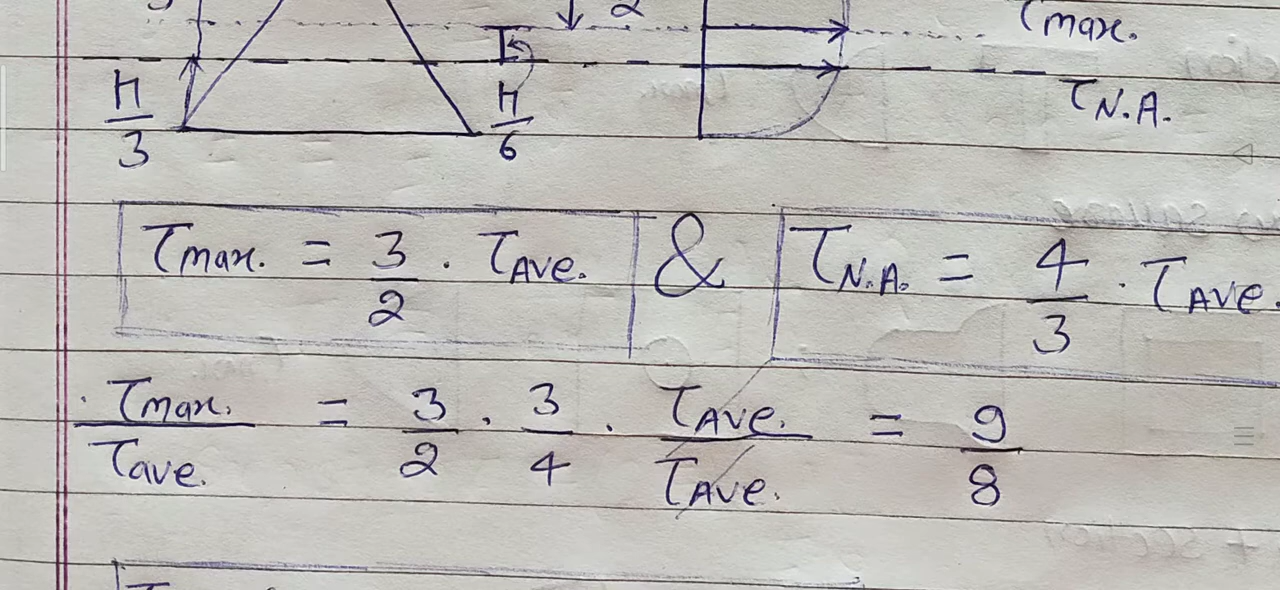 2
τmax.
τN.A.
H/3
H/6
τmax. = 3/2 . τAve. & τN.A. = 4/3 . τAve.
τmax./τave. = 3/2 . 3/4 . τAve./τAve. = 9/8